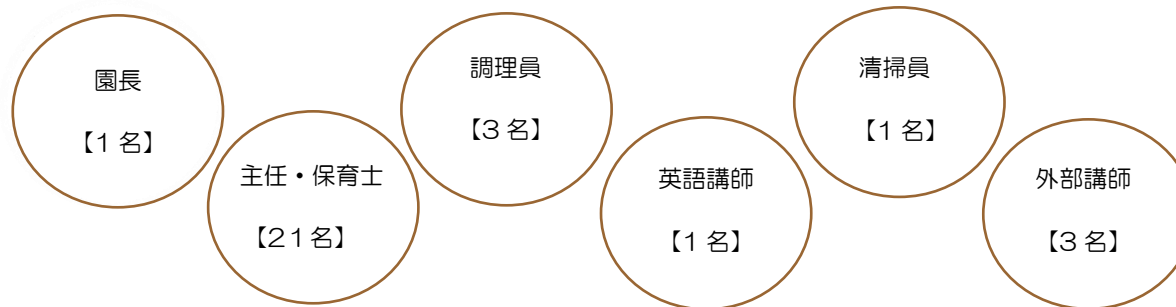 園長
【1名】
主任・保育士
【21名】
調理員
【3名】
英語講師
【1名】
清掃員
【1名】
外部講師
【3名】